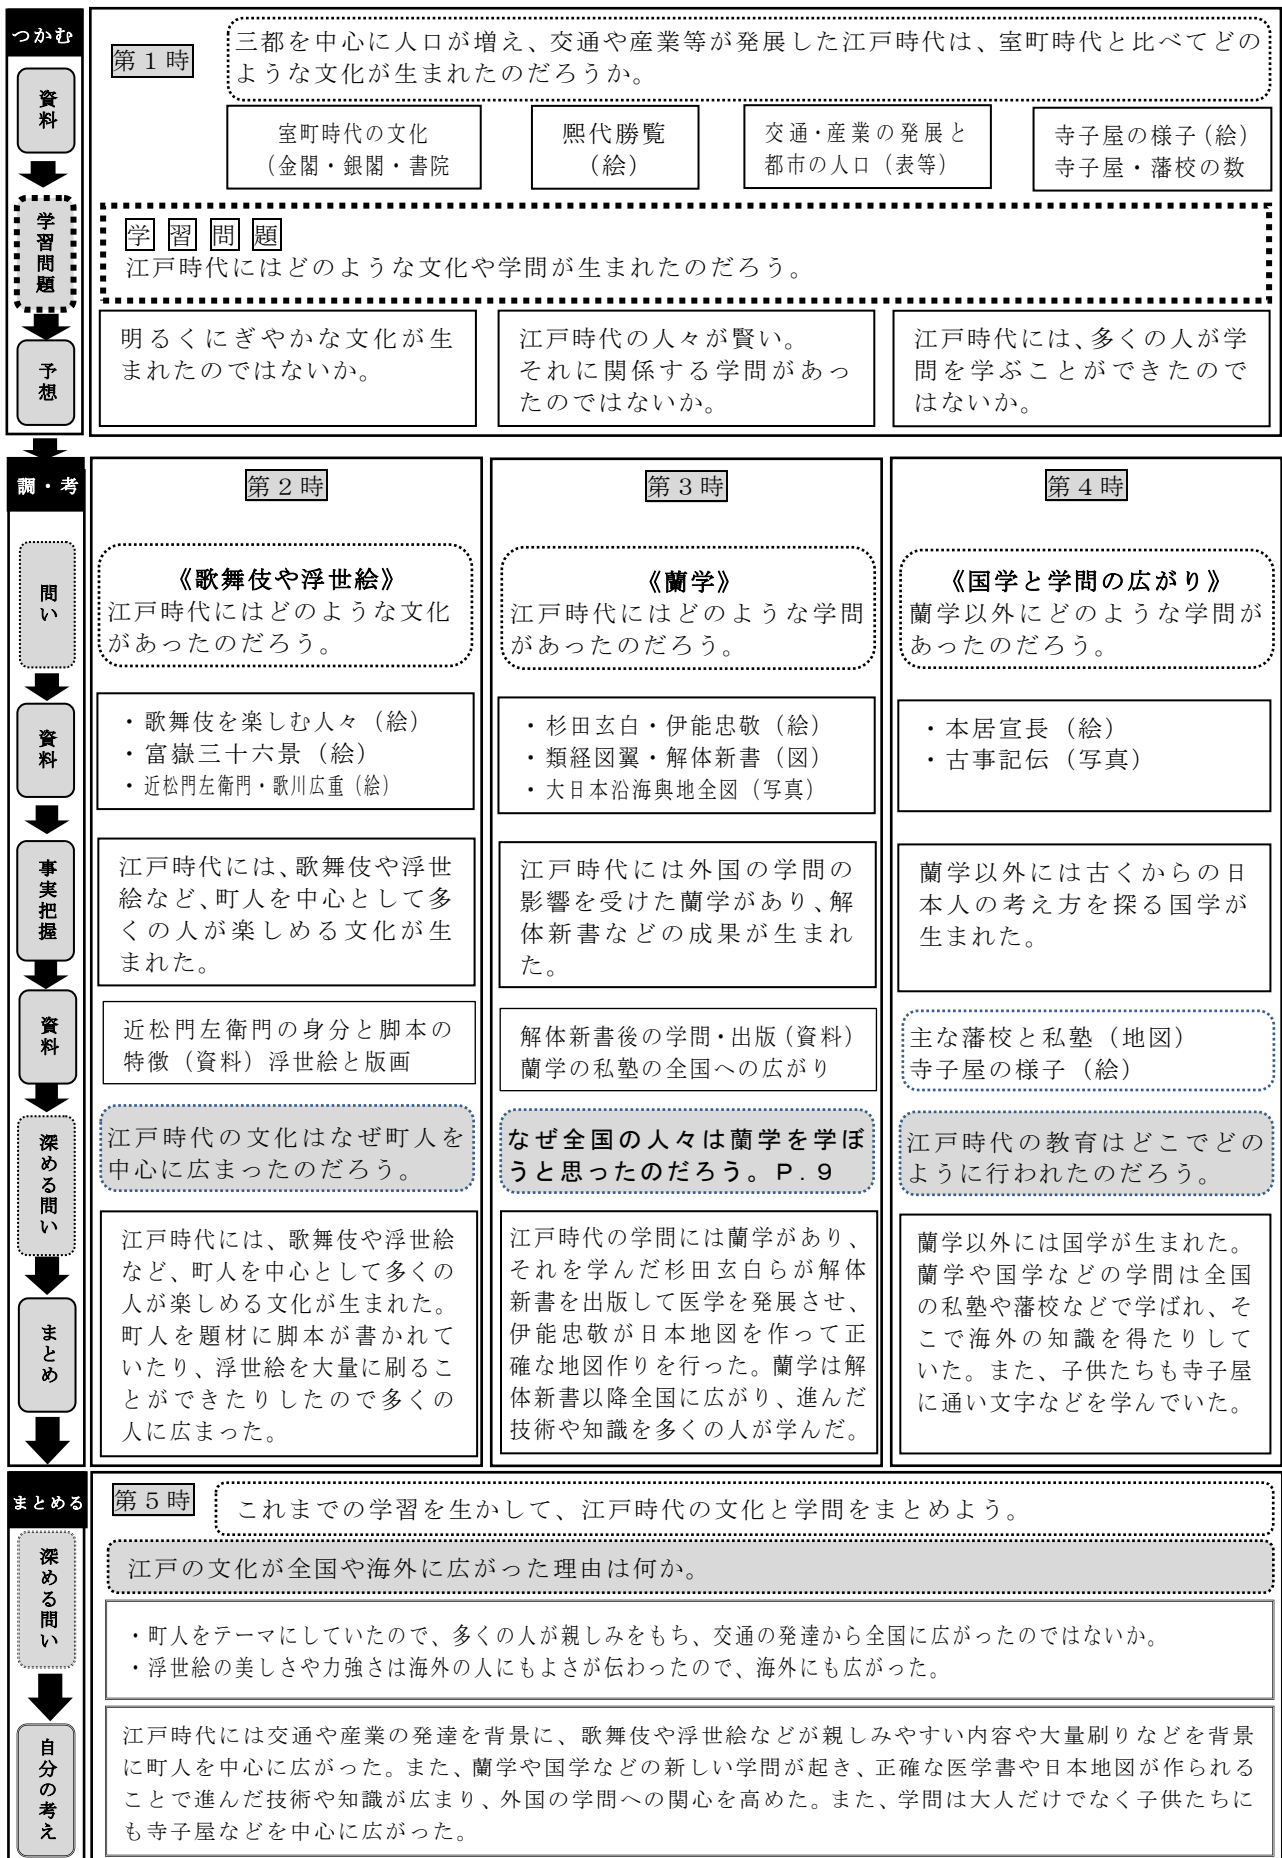 つかむ
資料
学習問題
予想
第1時
三都を中心に人口が増え、交通や産業等が発展した江戸時代は、室町時代と比べてどの
ような文化が生まれたのだろうか。
室町時代の文化
(金閣・銀閣・書院
熈代勝覧
(絵)
交通・産業の発展と
都市の人口(表等)
寺子屋の様子(絵)
寺子屋・藩校の数
学習問題
江戸時代にはどのような文化や学問が生まれたのだろう。
明るくにぎやかな文化が生
まれたのではないか。
江戸時代の人々が賢い。
それに関係する学問があっ
たのではないか。
江戸時代には、多くの人が学
問を学ぶことができたので
はないか。
調・考
問い
資料
事実把握
資料
深める問い
まとめ
第2時
《歌舞伎や浮世絵》
江戸時代にはどのような文化
があったのだろう。
・歌舞伎を楽しむ人々(絵)
・富嶽三十六景(絵)
・近松門左衛門・歌川広重(絵)
江戸時代には、歌舞伎や浮世
絵など、町人を中心として多
くの人が楽しめる文化が生
まれた。
近松門左衛門の身分と脚本の
特徴(資料)浮世絵と版画
江戸時代の文化はなぜ町人を
中心に広まったのだろう。
江戸時代には、歌舞伎や浮世絵
など、町人を中心として多くの
人が楽しめる文化が生まれた。
町人を題材に脚本が書かれて
いたり、浮世絵を大量に刷るこ
とができたりしたので多くの
人に広まった。
第3時
《蘭学》
江戸時代にはどのような学問
があったのだろう。
・杉田玄白・伊能忠敬(絵)
・類経図翼・解体新書(図)
・大日本沿海輿地全図(写真)
江戸時代には外国の学問の
影響を受けた蘭学があり、解
体新書などの成果が生まれ
た。
解体新書後の学問・出版(資料)
蘭学の私塾の全国への広がり
なぜ全国の人々は蘭学を学ぼ
うと思ったのだろう。P.9
江戸時代の学問には蘭学があり、
それを学んだ杉田玄白らが解体
新書を出版して医学を発展させ、
伊能忠敬が日本地図を作って正
確な地図作りを行った。蘭学は解
体新書以降全国に広がり、進んだ
技術や知識を多くの人が学んだ。
第4時
《国学と学問の広がり》
蘭学以外にどのような学問が
あったのだろう。
・本居宣長(絵)
・古事記伝(写真)
蘭学以外には古くからの日
本人の考え方を探る国学が
生まれた。
主な藩校と私塾(地図)
寺子屋の様子(絵)
江戸時代の教育はどこでどの
ように行われたのだろう。
蘭学以外には国学が生まれた。
蘭学や国学などの学問は全国
の私塾や藩校などで学ばれ、そ
こで海外の知識を得たりして
いた。また、子供たちも寺子屋
に通い文字などを学んでいた。
まとめる
深める問い
自分の考え
第5時
これまでの学習を生かして、江戸時代の文化と学問をまとめよう。
江戸の文化が全国や海外に広がった理由は何か。
・町人をテーマにしていたので、多くの人が親しみをもち、交通の発達から全国に広がったのではないか。
・浮世絵の美しさや力強さは海外の人にもよさが伝わったので、海外にも広がった。
江戸時代には交通や産業の発達を背景に、歌舞伎や浮世絵などが親しみやすい内容や大量刷りなどを背景
に町人を中心に広がった。また、蘭学や国学などの新しい学問が起き、正確な医学書や日本地図が作られる
ことで進んだ技術や知識が広まり、外国の学問への関心を高めた。また、学問は大人だけでなく子供たちに
も寺子屋などを中心に広がった。